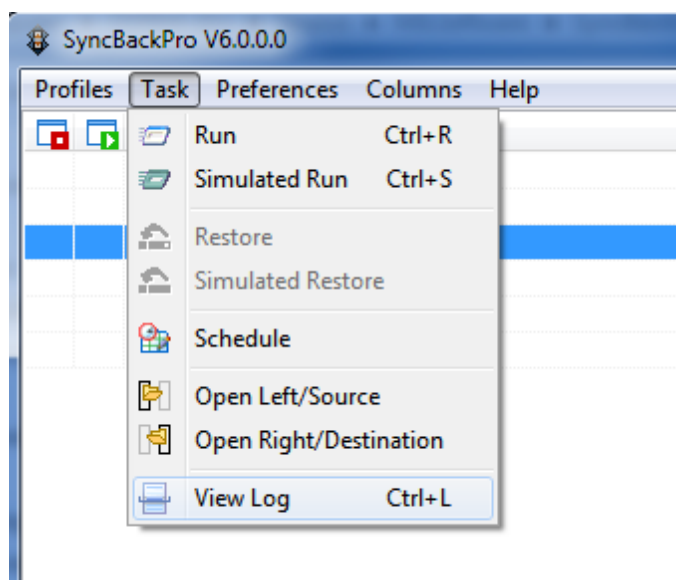 SyncBackPro V6.0.0.0
Profiles Task Preferences Columns Help
Run Ctrl+R
Simulated Run Ctrl+S
Restore
Simulated Restore
Schedule
Open Left/Source
Open Right/Destination
View Log Ctrl+L